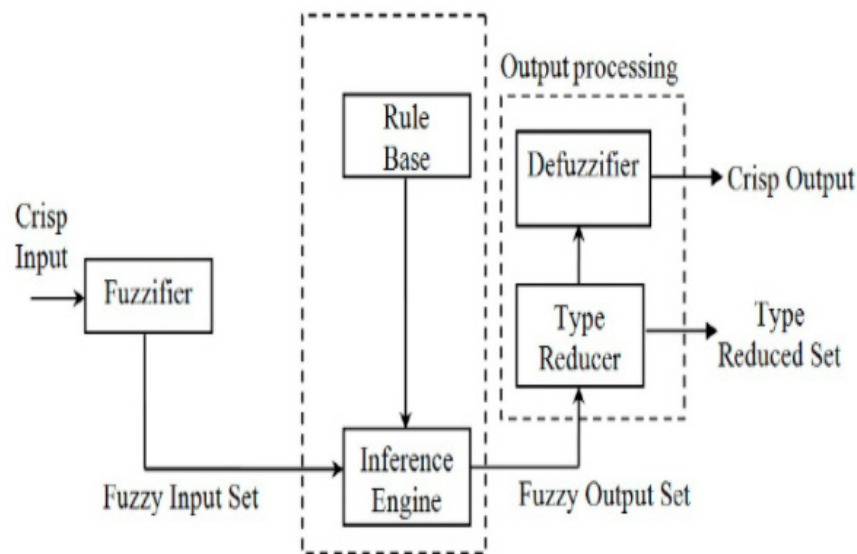 Output processing
Rule
Base
Defuzzifier
Crisp Output
Crisp
Input
Fuzzifier
Type
Reducer
Type
Reduced Set
Inference
Engine
Fuzzy Input Set
Fuzzy Output Set